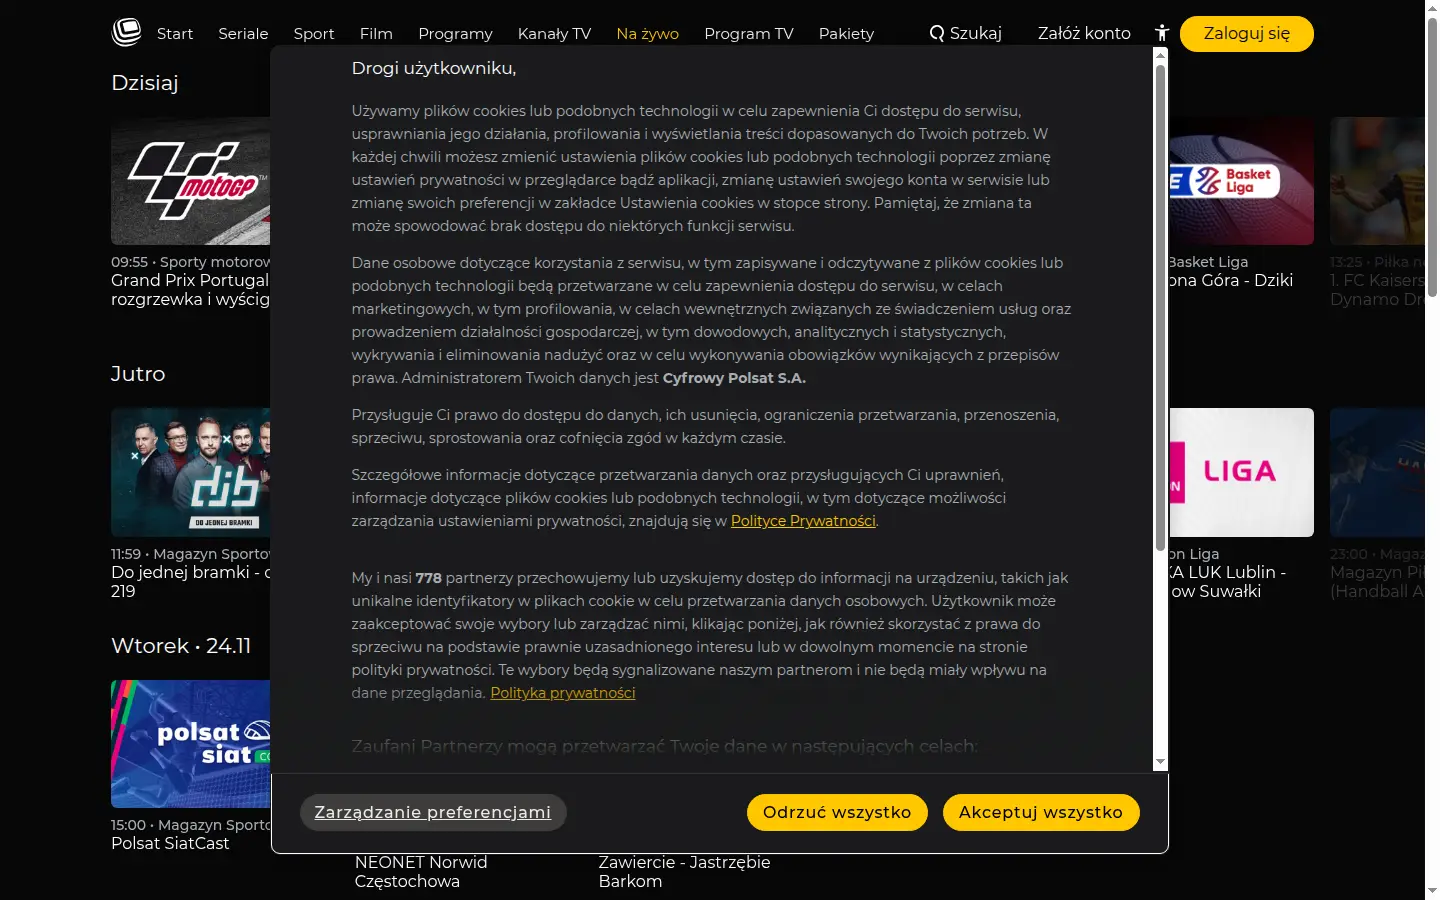 Start Seriale Sport Film Programy Kanały TV Na żywo Program TV Pakiety Szukaj Załóż konto Zaloguj się
Dzisiaj
motoGP™
09:55 • Sporty motorow
Grand Prix Portugal
rozgrzewka i wyścig
E Basket Liga
Basket Liga
ona Góra - Dziki
13:25 • Piłka n
1. FC Kaisers
Dynamo Dr
Jutro
djb
DO JEDNEJ BRAMKI
11:59 • Magazyn Sportow
Do jednej bramki - o
219
ON LIGA
on Liga
KA LUK Lublin -
ow Suwałki
23:00 • Magaz
Magazyn Pi
(Handball A
Wtorek • 24.11
polsat
siat CO
15:00 • Magazyn Sporto
Polsat SiatCast
NEONET Norwid
Częstochowa
Zawiercie - Jastrzębie
Barkom
Drogi użytkowniku,
Używamy plików cookies lub podobnych technologii w celu zapewnienia Ci dostępu do serwisu,
usprawniania jego działania, profilowania i wyświetlania treści dopasowanych do Twoich potrzeb. W
każdej chwili możesz zmienić ustawienia plików cookies lub podobnych technologii poprzez zmianę
ustawień prywatności w przeglądarce bądź aplikacji, zmianę ustawień swojego konta w serwisie lub
zmianę swoich preferencji w zakładce Ustawienia cookies w stopce strony. Pamiętaj, że zmiana ta
może spowodować brak dostępu do niektórych funkcji serwisu.
Dane osobowe dotyczące korzystania z serwisu, w tym zapisywane i odczytywane z plików cookies lub
podobnych technologii będą przetwarzane w celu zapewnienia dostępu do serwisu, w celach
marketingowych, w tym profilowania, w celach wewnętrznych związanych ze świadczeniem usług oraz
prowadzeniem działalności gospodarczej, w tym dowodowych, analitycznych i statystycznych,
wykrywania i eliminowania nadużyć oraz w celu wykonywania obowiązków wynikających z przepisów
prawa. Administratorem Twoich danych jest Cyfrowy Polsat S.A.
Przysługuje Ci prawo do dostępu do danych, ich usunięcia, ograniczenia przetwarzania, przenoszenia,
sprzeciwu, sprostowania oraz cofnięcia zgód w każdym czasie.
Szczegółowe informacje dotyczące przetwarzania danych oraz przysługujących Ci uprawnień,
informacje dotyczące plików cookies lub podobnych technologii, w tym dotyczące możliwości
zarządzania ustawieniami prywatności, znajdują się w Polityce Prywatności.
My i nasi 778 partnerzy przechowujemy lub uzyskujemy dostęp do informacji na urządzeniu, takich jak
unikalne identyfikatory w plikach cookie w celu przetwarzania danych osobowych. Użytkownik może
zaakceptować swoje wybory lub zarządzać nimi, klikając poniżej, jak również skorzystać z prawa do
sprzeciwu na podstawie prawnie uzasadnionego interesu lub w dowolnym momencie na stronie
polityki prywatności. Te wybory będą sygnalizowane naszym partnerom i nie będą miały wpływu na
dane przeglądania. Polityka prywatności
Zaufani Partnerzy mogą przetwarzać Twoje dane w następujących celach:
Zarządzanie preferencjami Odrzuć wszystko Akceptuj wszystko